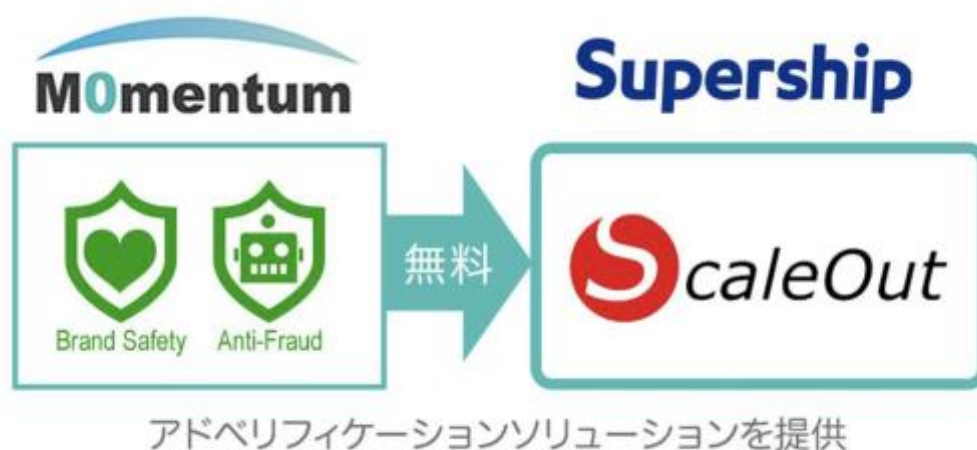 M0mentum
Supership
Brand Safety
Anti-Fraud
無料
ScaleOut
アドベリフィケーションソリューションを提供